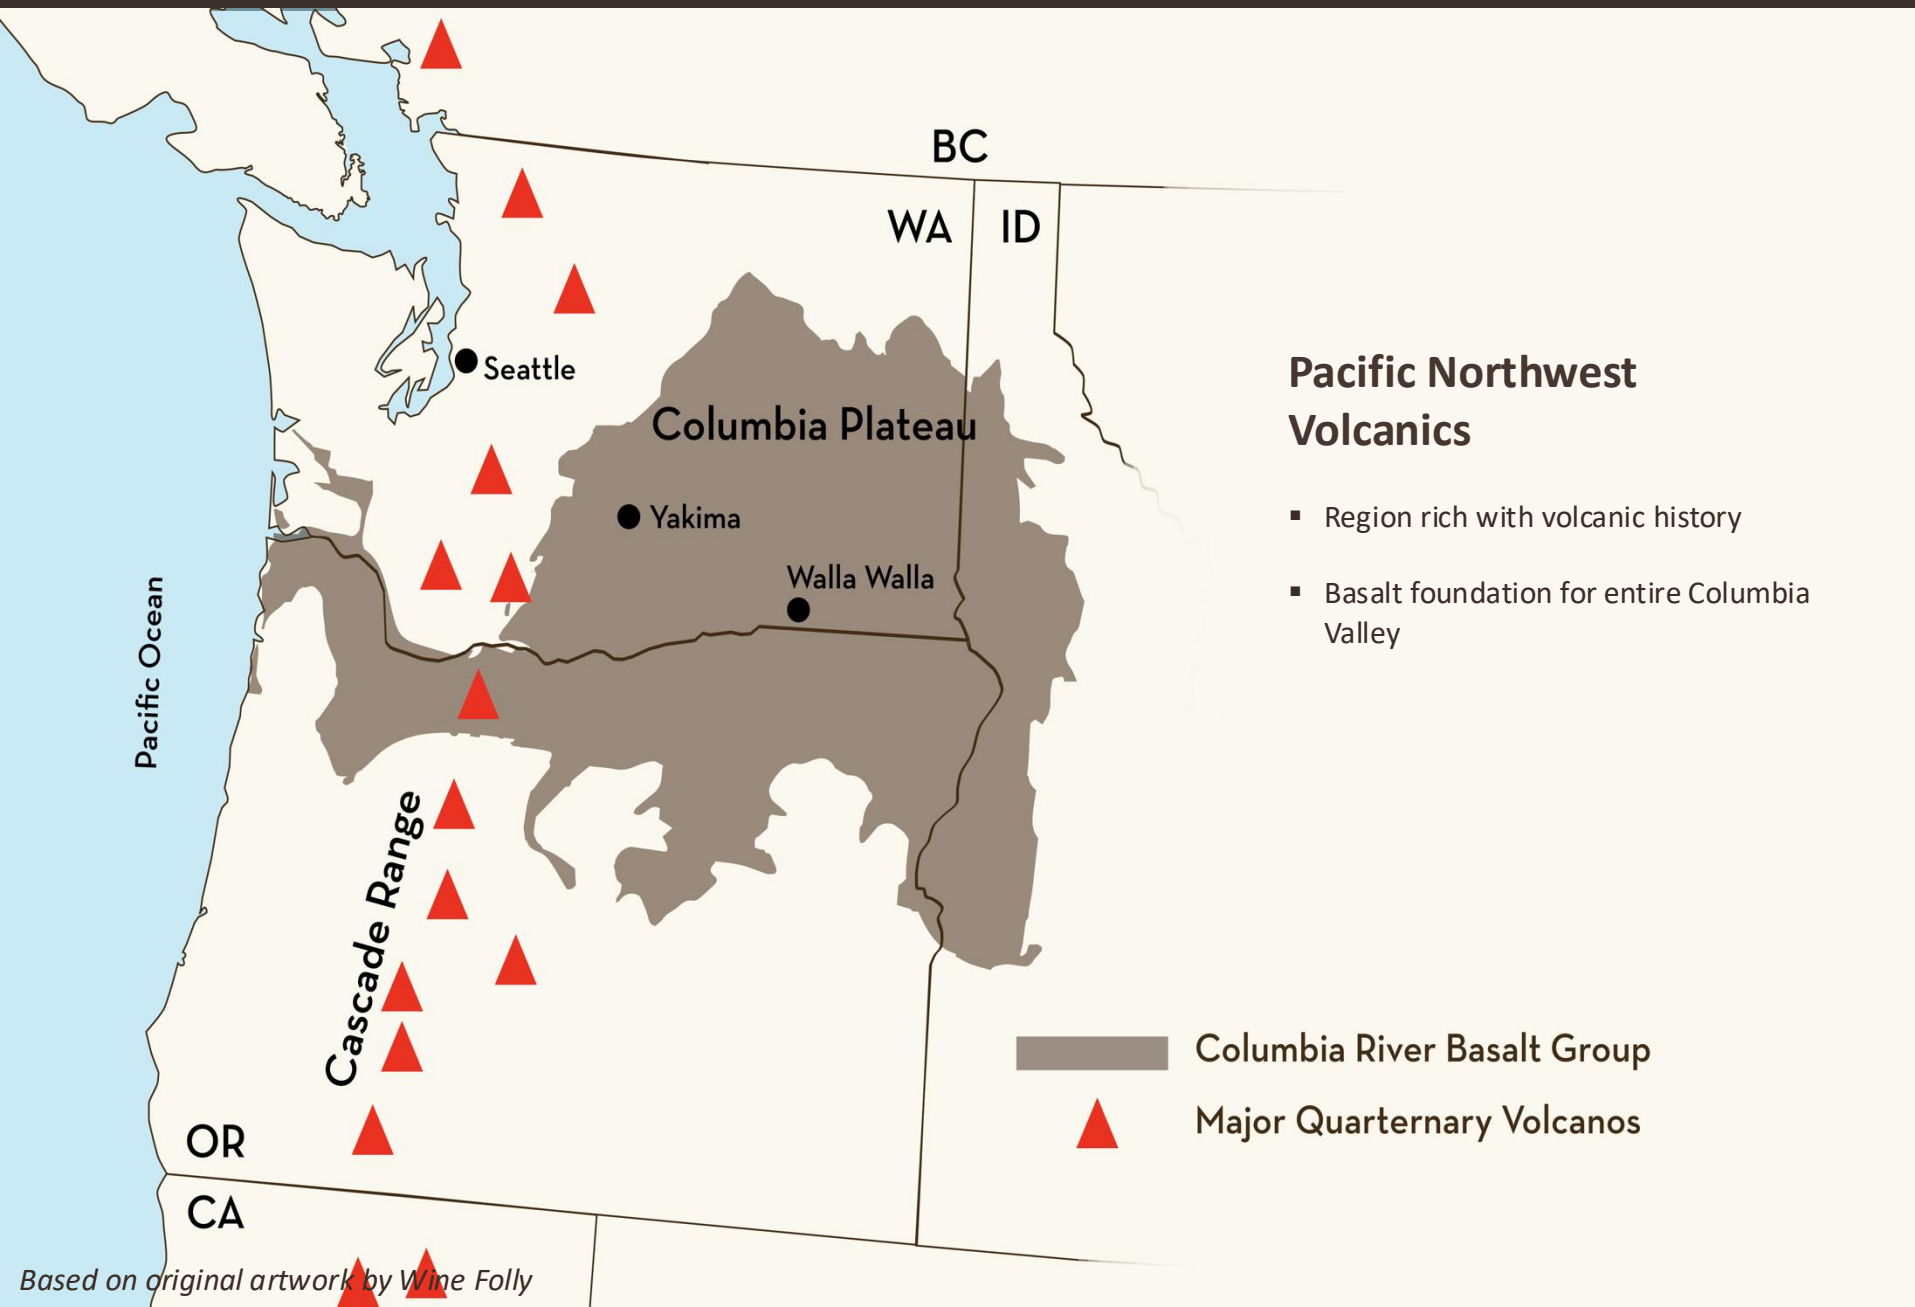 BC
WA
ID
Seattle
Columbia Plateau
Yakima
Walla Walla
Pacific Ocean
Cascade Range
OR
CA
Pacific Northwest
Volcanics
▪ Region rich with volcanic history
▪ Basalt foundation for entire Columbia
Valley
Columbia River Basalt Group
Major Quarternary Volcanos
Based on original artwork by Wine Folly